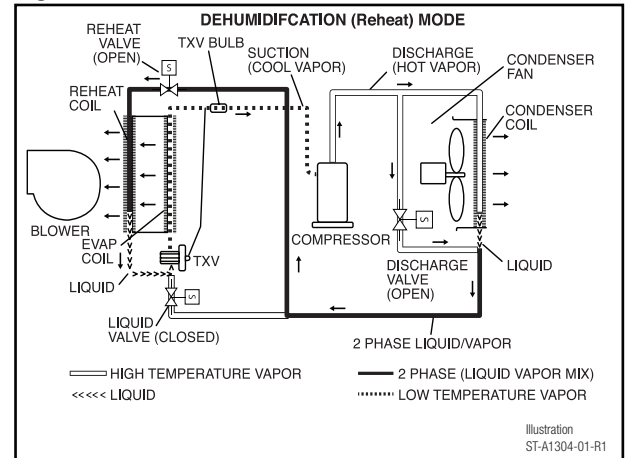 DEHUMIDIFCATION (Reheat) MODE
REHEAT
VALVE
(OPEN)
TXV BULB
SUCTION
(COOL VAPOR)
DISCHARGE
(HOT VAPOR)
CONDENSER
FAN
S
REHEAT
COIL
CONDENSER
COIL
BLOWER
EVAP
COIL
TXV
COMPRESSOR
S
LIQUID
LIQUID
DISCHARGE
VALVE
(OPEN)
S
LIQUID
VALVE (CLOSED)
2 PHASE LIQUID/VAPOR
HIGH TEMPERATURE VAPOR
2 PHASE (LIQUID VAPOR MIX)
<<<<< LIQUID
LOW TEMPERATURE VAPOR
Illustration
ST-A1304-01-R1